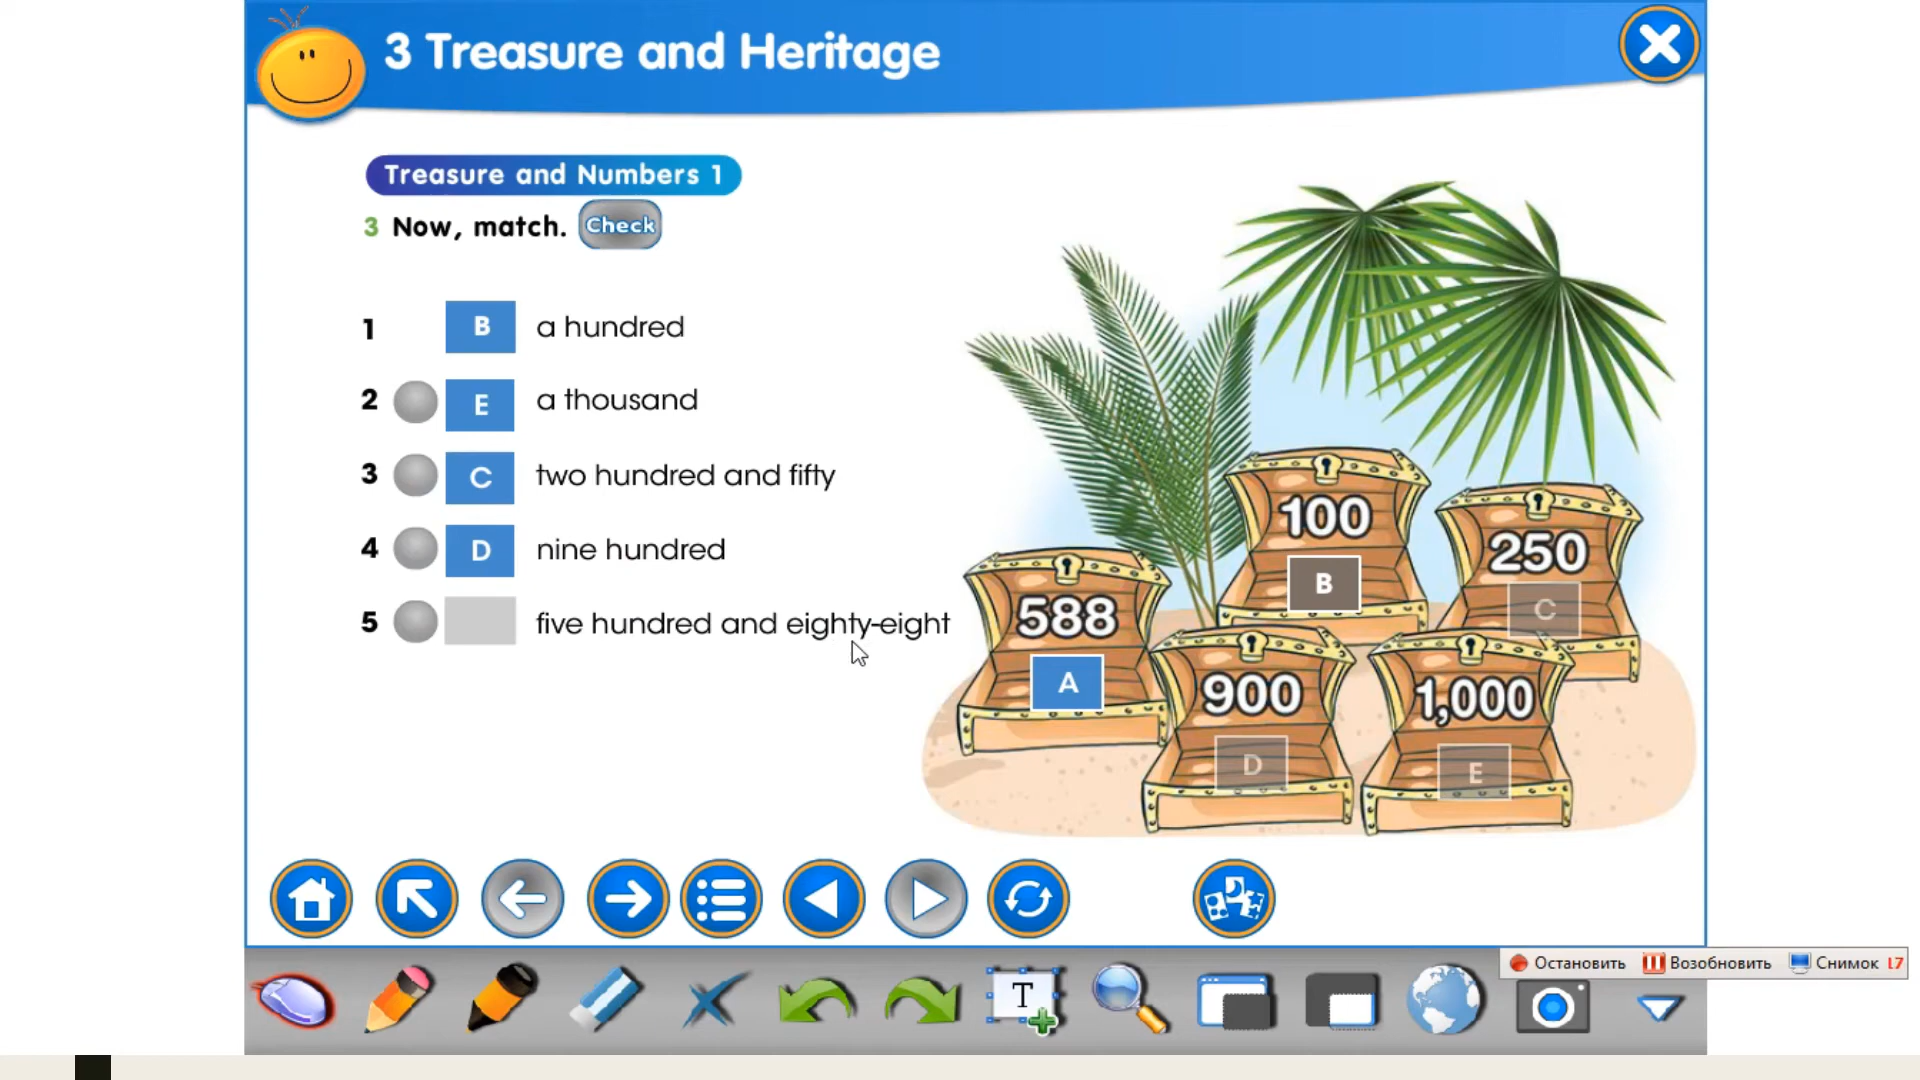 3 Treasure and Heritage
Treasure and Numbers 1
3 Now, match. Check
1 B a hundred
2 E a thousand
3 C two hundred and fifty
4 D nine hundred
5 five hundred and eighty-eight
100
B
250
C
588
A
900
D
1,000
E
T
Остановить Возобновить Снимок L7